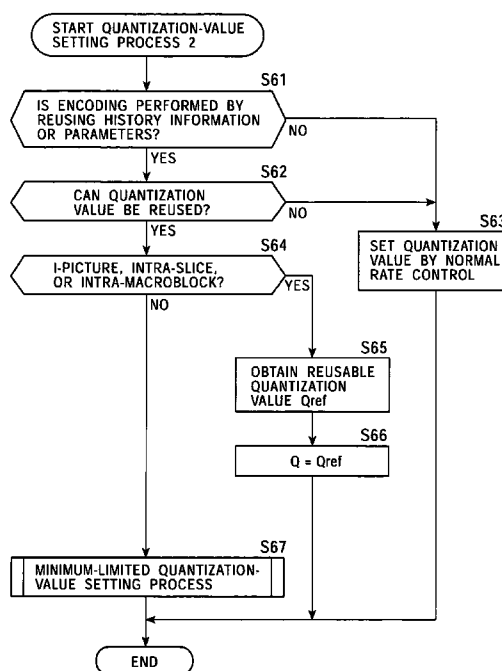 START QUANTIZATION-VALUE
SETTING PROCESS 2
S61
IS ENCODING PERFORMED BY
REUSING HISTORY INFORMATION
OR PARAMETERS?
NO
YES
S62
CAN QUANTIZATION
VALUE BE REUSED?
NO
YES
S63
SET QUANTIZATION
VALUE BY NORMAL
RATE CONTROL
S64
I-PICTURE, INTRA-SLICE,
OR INTRA-MACROBLOCK?
YES
NO
S65
OBTAIN REUSABLE
QUANTIZATION
VALUE Qref
S66
Q = Qref
S67
MINIMUM-LIMITED QUANTIZATION-
VALUE SETTING PROCESS
END